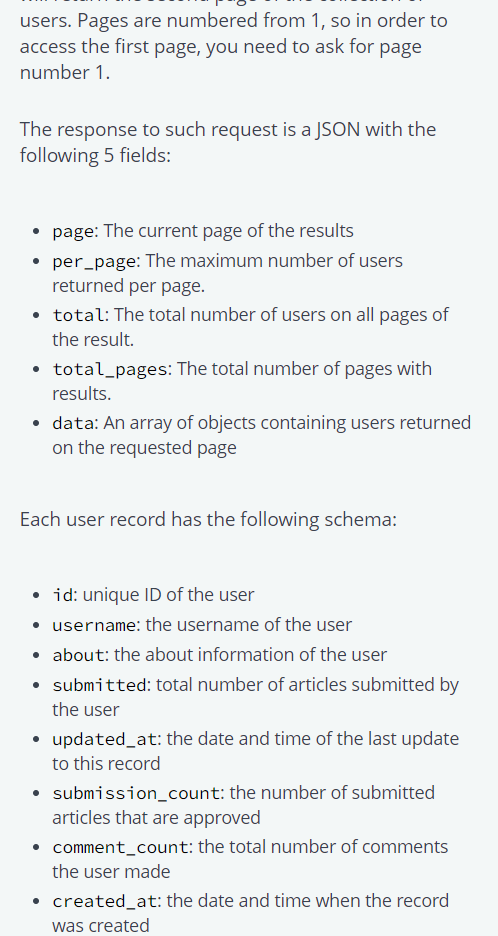 users. Pages are numbered from 1, so in order to
access the first page, you need to ask for page
number 1.
The response to such request is a JSON with the
following 5 fields:
• page: The current page of the results
• per_page: The maximum number of users
returned per page.
• total: The total number of users on all pages of
the result.
• total_pages: The total number of pages with
results.
• data: An array of objects containing users returned
on the requested page
Each user record has the following schema:
• id: unique ID of the user
• username: the username of the user
• about: the about information of the user
• submitted: total number of articles submitted by
the user
• updated_at: the date and time of the last update
to this record
• submission_count: the number of submitted
articles that are approved
• comment_count: the total number of comments
the user made
• created_at: the date and time when the record
was created